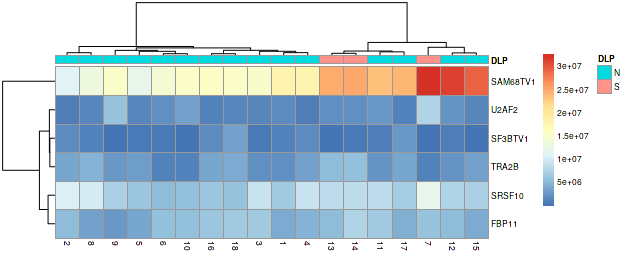 DLP
SAM68TV1
U2AF2
SF3BTV1
TRA2B
SRSF10
FBP11
2 8 9 5 6 10 16 18 3 1 4 13 14 11 17 7 12 15
3e+07
2.5e+07
2e+07
1.5e+07
1e+07
5e+06
DLP
N
S